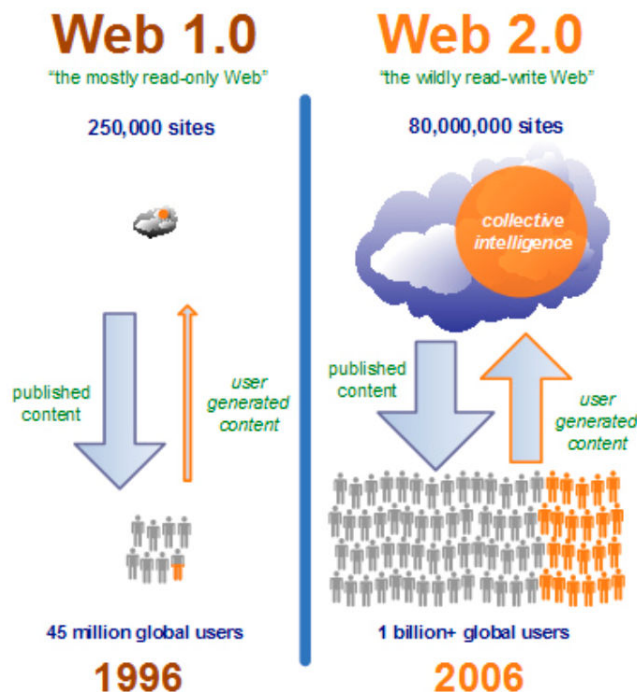 Web 1.0
"the mostly read-only Web"
250,000 sites
published
content
user
generated
content
45 million global users
1996
Web 2.0
"the wildly read-write Web"
80,000,000 sites
collective
intelligence
published
content
user
generated
content
1 billion+ global users
2006